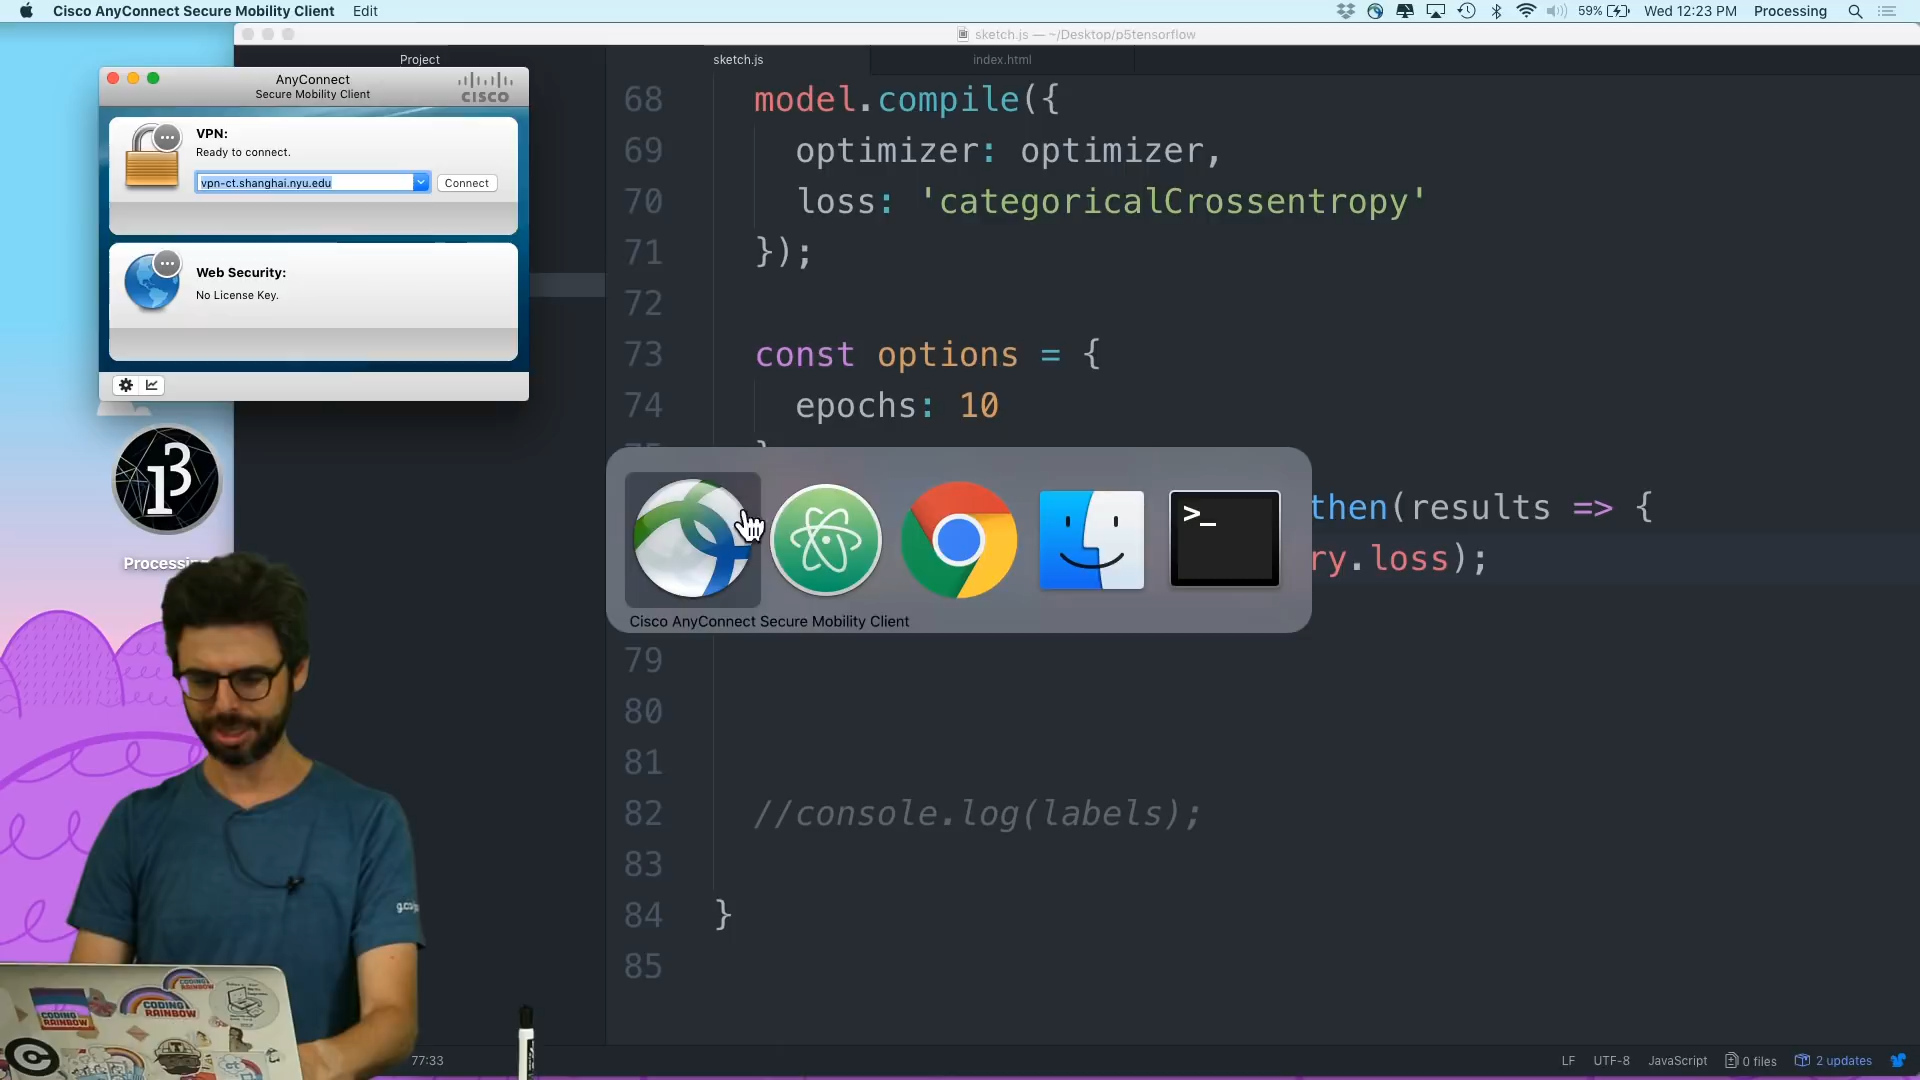 Cisco AnyConnect Secure Mobility Client Edit
59% Wed 12:23 PM Processing
sketch.js — ~/Desktop/p5tensorflow
Project
sketch.js
index.html
AnyConnect
Secure Mobility Client
CISCO
VPN:
Ready to connect.
vpn-ct.shanghai.nyu.edu
Connect
Web Security:
No License Key.
68 model.compile({
69 optimizer: optimizer,
70 loss: 'categoricalCrossentropy'
71 });
72
73 const options = {
74 epochs: 10
then(results => {
ry.loss);
>_
Cisco AnyConnect Secure Mobility Client
79
80
81
82 //console.log(labels);
83
84 }
85
CODING
RAINBOW
CODING
RAINBOW
77:33
LF UTF-8 JavaScript 0 files 2 updates